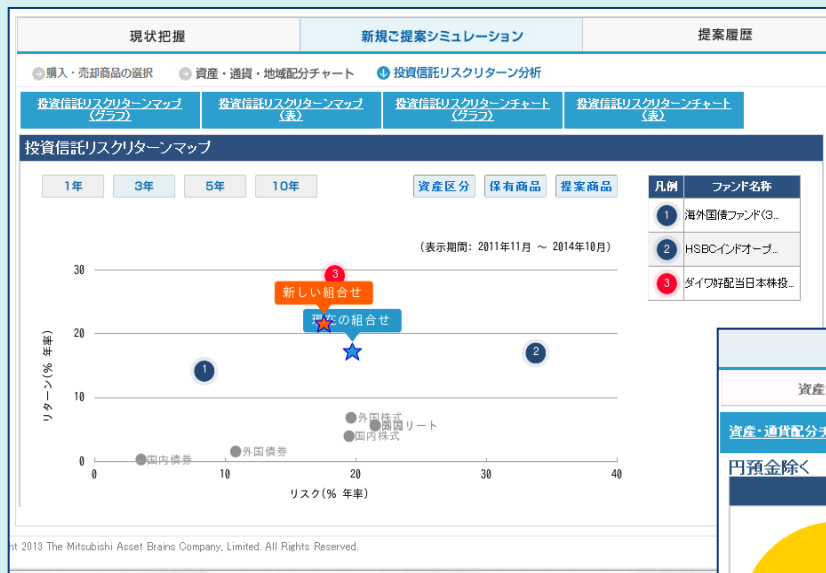 現状把握
新規ご提案シミュレーション
提案履歴
購入・売却商品の選択
資産・通貨・地域配分チャート
投資信託リスクリターン分析
投資信託リスクリターンマップ
(グラフ)
投資信託リスクリターンマップ
(表)
投資信託リスクリターンチャート
(グラフ)
投資信託リスクリターンチャート
(表)
投資信託リスクリターンマップ
1年
3年
5年
10年
資産区分
保有商品
提案商品
凡例 ファンド名称
1 海外国債ファンド(3...
2 HSBCインドオープ...
3 ダイワ好配当日本株投...
(表示期間: 2011年11月 ～ 2014年10月)
リターン(% 年率)
30
20
10
0
3
新しい組合せ
現在の組合せ
1
2
外国株式
リート
国内株式
外国債券
国内債券
0
10
20
30
40
リスク(% 年率)
ht 2013 The Mitsubishi Asset Brains Company, Limited. All Rights Reserved.
資産
資産・通貨配分チ
円預金除く